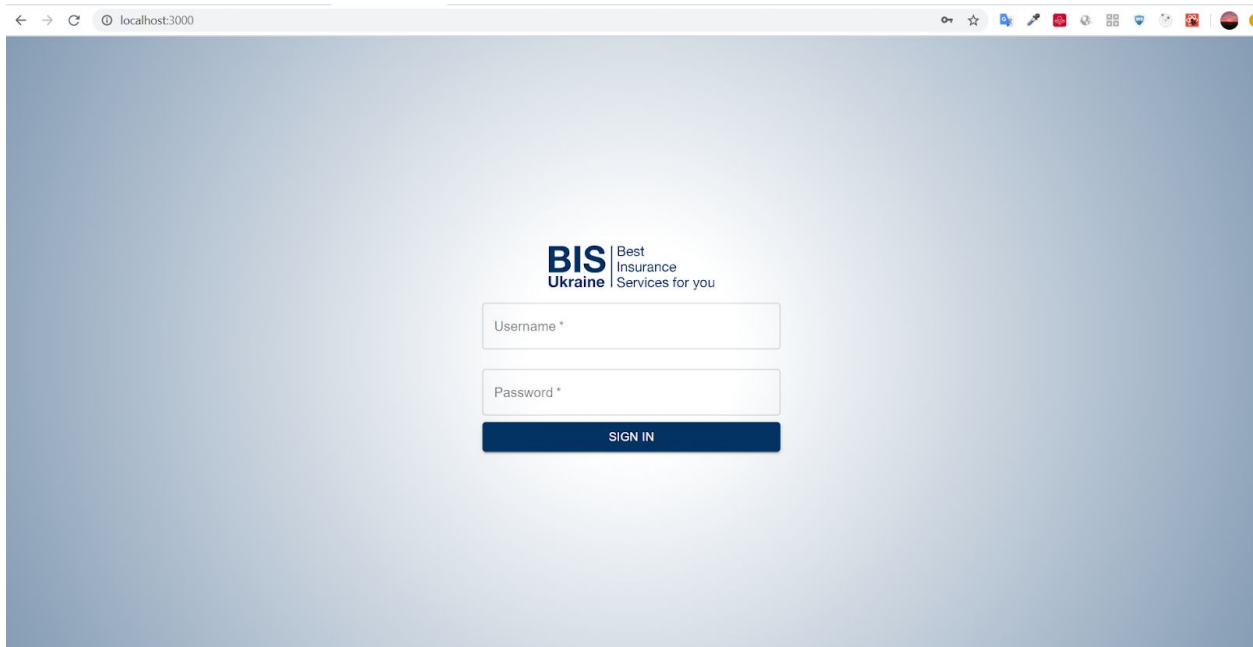 localhost:3000
BIS
Ukraine
Best
Insurance
Services for you
Username *
Password *
SIGN IN